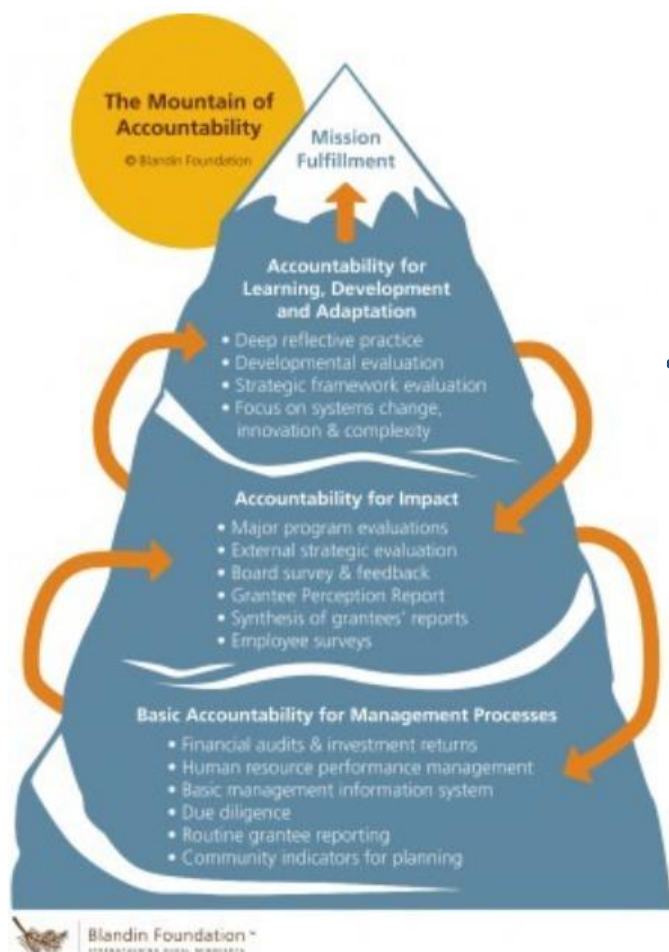 The Mountain of
Accountability
© Blandin Foundation
Mission
Fulfillment
Accountability for
Learning, Development
and Adaptation
• Deep reflective practice
• Developmental evaluation
• Strategic framework evaluation
• Focus on systems change,
innovation & complexity
Accountability for Impact
• Major program evaluations
• External strategic evaluation
• Board survey & feedback
• Grantee Perception Report
• Synthesis of grantees' reports
• Employee surveys
Basic Accountability for Management Processes
• Financial audits & investment returns
• Human resource performance management
• Basic management information system
• Due diligence
• Routine grantee reporting
• Community indicators for planning
Blandin Foundation™
STRENGTHENING RURAL MINNESOTA